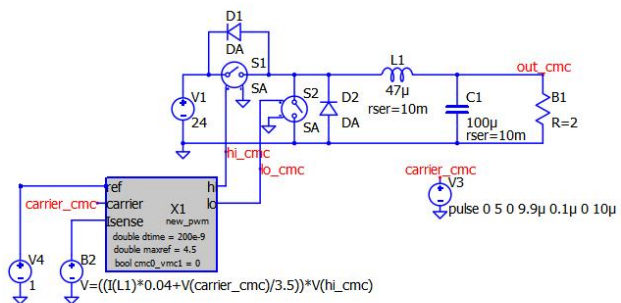 D1
DA
S1
SA
V1
24
S2
SA
D2
DA
L1
47µ
rser=10m
out_cmc
C1
100µ
rser=10m
B1
R=2
hi_cmc
lo_cmc
carrier_cmc
V3
pulse 0 5 0 9.9µ 0.1µ 0 10µ
ref
hi
carrier_cmc
carrier
lo
Isense
X1
new_pwm
double dtime = 200e-9
double maxref = 4.5
bool cmc0_vmc1 = 0
V4
1
B2
V=((I(L1)*0.04+V(carrier_cmc)/3.5))*V(hi_cmc)